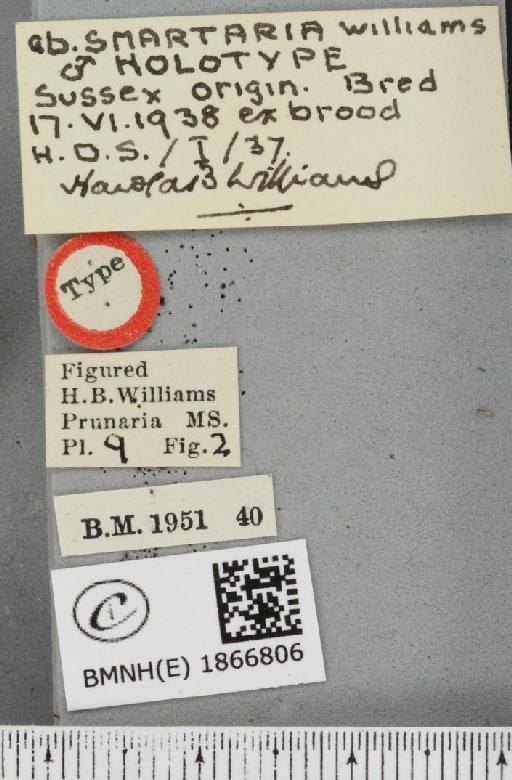 ab. SMARTARIA Williams
♂ HOLOTYPE
Sussex origin. Bred
17.VI.1938 ex brood
H.O.S./I/37.
Harold B Williams
Type
Figured
H.B.Williams
Prunaria MS.
Pl. 9 Fig. 2
B.M. 1951 40
BMNH(E) 1866806